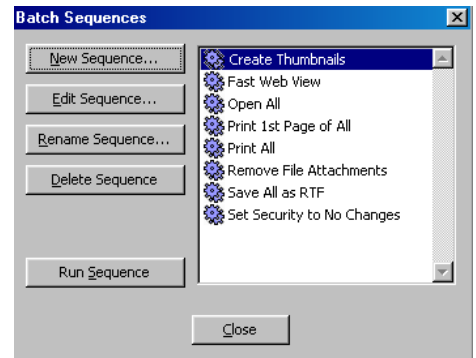 Batch Sequences
New Sequence...
Edit Sequence...
Rename Sequence...
Delete Sequence
Run Sequence
Create Thumbnails
Fast Web View
Open All
Print 1st Page of All
Print All
Remove File Attachments
Save All as RTF
Set Security to No Changes
Close